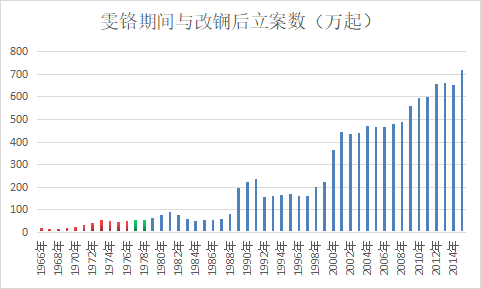 雯铬期间与改锎后立案数（万起）
800
700
600
500
400
300
200
100
0
1966年
1968年
1970年
1972年
1974年
1976年
1978年
1980年
1982年
1984年
1986年
1988年
1990年
1992年
1994年
1996年
1998年
2000年
2002年
2004年
2006年
2008年
2010年
2012年
2014年